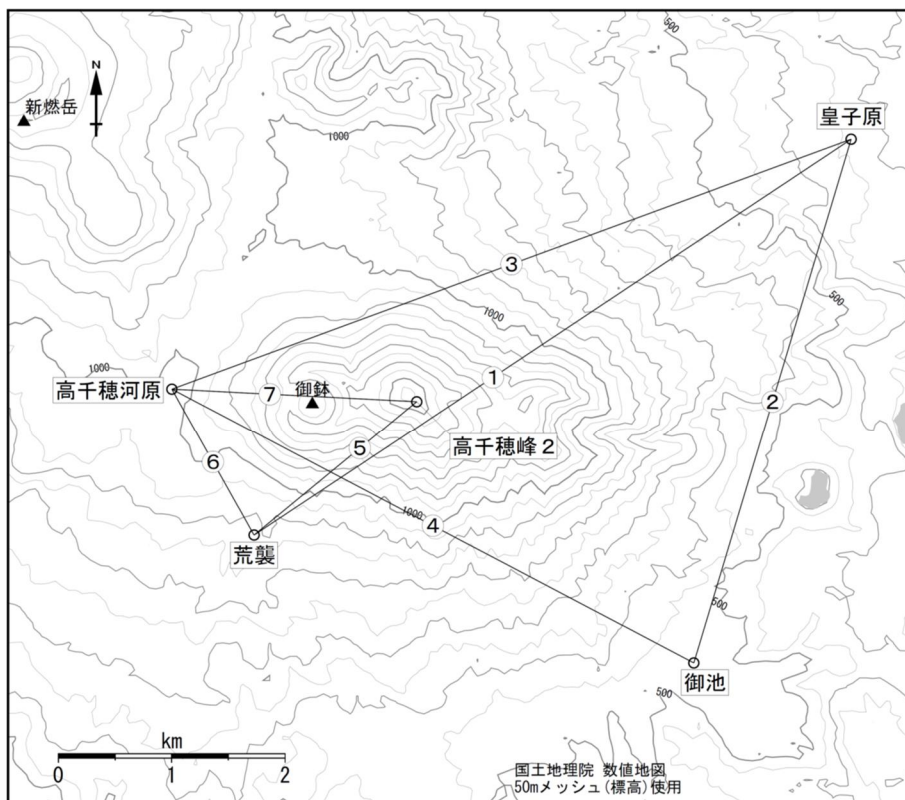 500
新燃岳
N
皇子原
1000
③
500
1000
①
1000
高千穂河原
⑦
御鉢
②
⑤
高千穂峰2
⑥
1000
④
荒襲
500
御池
500
km
0 1 2
国土地理院 数値地図
50mメッシュ(標高)使用